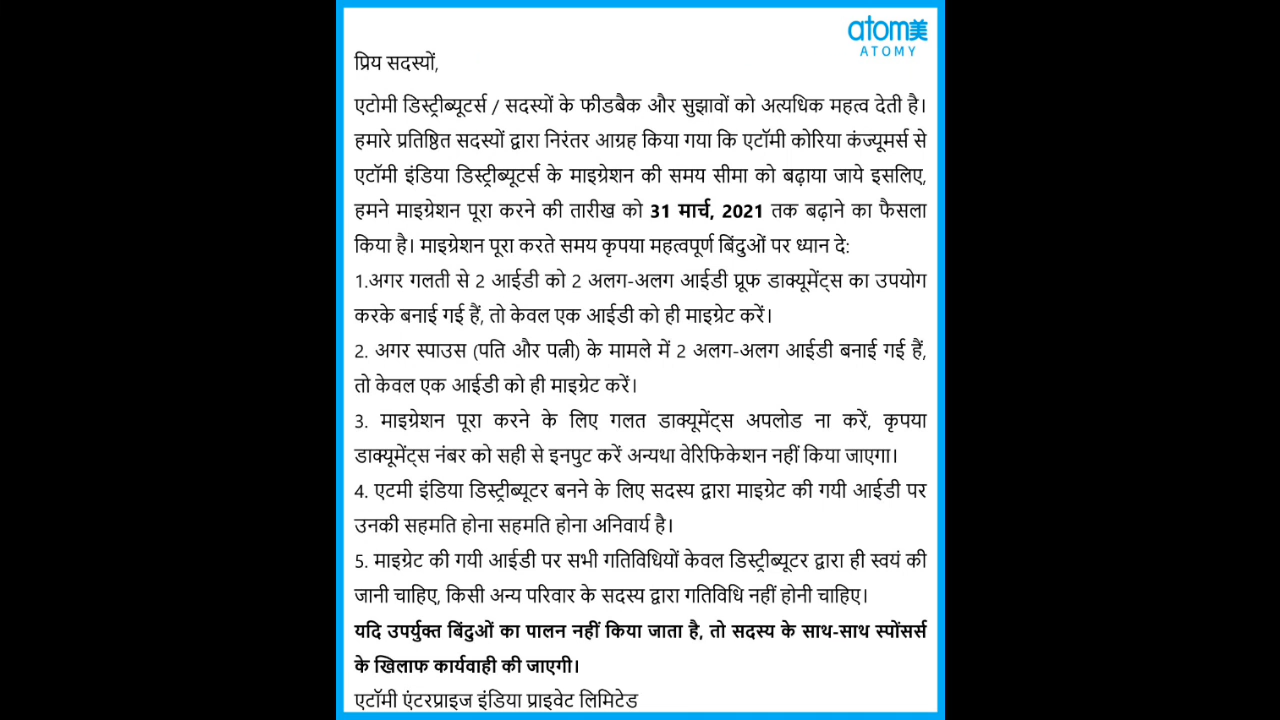 atom美
ATOMY
प्रिय सदस्यों,
एटोमी डिस्ट्रीब्यूटर्स / सदस्यों के फीडबैक और सुझावों को अत्यधिक महत्व देती है।
हमारे प्रतिष्ठित सदस्यों द्वारा निरंतर आग्रह किया गया कि एटॉमी कोरिया कंज्यूमर्स से
एटॉमी इंडिया डिस्ट्रीब्यूटर्स के माइग्रेशन की समय सीमा को बढ़ाया जाये इसलिए,
हमने माइग्रेशन पूरा करने की तारीख को 31 मार्च, 2021 तक बढ़ाने का फैसला
किया है। माइग्रेशन पूरा करते समय कृपया महत्वपूर्ण बिंदुओं पर ध्यान दे:
1.अगर गलती से 2 आईडी को 2 अलग-अलग आईडी प्रूफ डाक्यूमेंट्स का उपयोग
करके बनाई गई हैं, तो केवल एक आईडी को ही माइग्रेट करें।
2. अगर स्पाउस (पति और पत्नी) के मामले में 2 अलग-अलग आईडी बनाई गई हैं,
तो केवल एक आईडी को ही माइग्रेट करें।
3. माइग्रेशन पूरा करने के लिए गलत डाक्यूमेंट्स अपलोड ना करें, कृपया
डाक्यूमेंट्स नंबर को सही से इनपुट करें अन्यथा वेरिफिकेशन नहीं किया जाएगा।
4. एटमी इंडिया डिस्ट्रीब्यूटर बनने के लिए सदस्य द्वारा माइग्रेट की गयी आईडी पर
उनकी सहमति होना सहमति होना अनिवार्य है।
5. माइग्रेट की गयी आईडी पर सभी गतिविधियों केवल डिस्ट्रीब्यूटर द्वारा ही स्वयं की
जानी चाहिए, किसी अन्य परिवार के सदस्य द्वारा गतिविधि नहीं होनी चाहिए।
यदि उपर्युक्त बिंदुओं का पालन नहीं किया जाता है, तो सदस्य के साथ-साथ स्पोंसर्स
के खिलाफ कार्यवाही की जाएगी।
एटॉमी एंटरप्राइज इंडिया प्राइवेट लिमिटेड